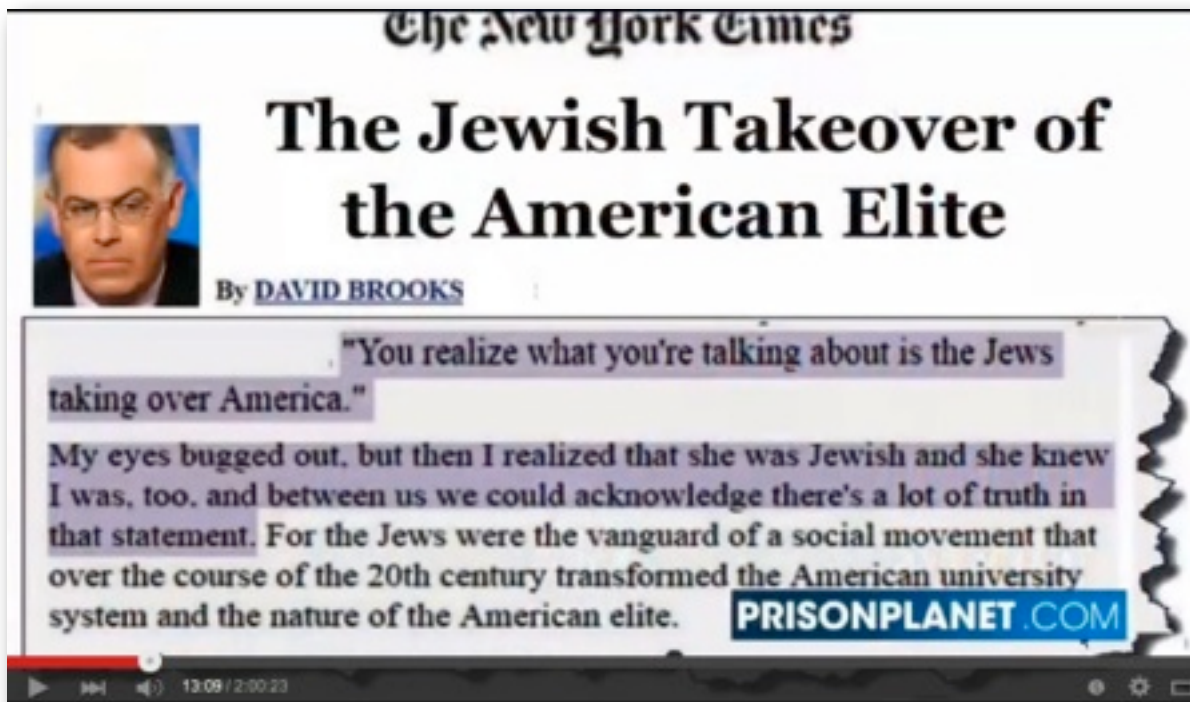 The New York Times
The Jewish Takeover of
the American Elite
By DAVID BROOKS
"You realize what you're talking about is the Jews
taking over America."
My eyes bugged out, but then I realized that she was Jewish and she knew
I was, too, and between us we could acknowledge there's a lot of truth in
that statement. For the Jews were the vanguard of a social movement that
over the course of the 20th century transformed the American university
system and the nature of the American elite.
PRISONPLANET.COM
13:09 / 2:00:23